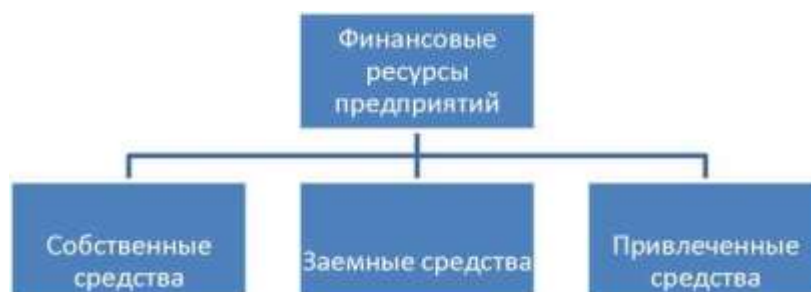 Финансовые
ресурсы
предприятий
Собственные
средства
Заемные средства
Привлеченные
средства